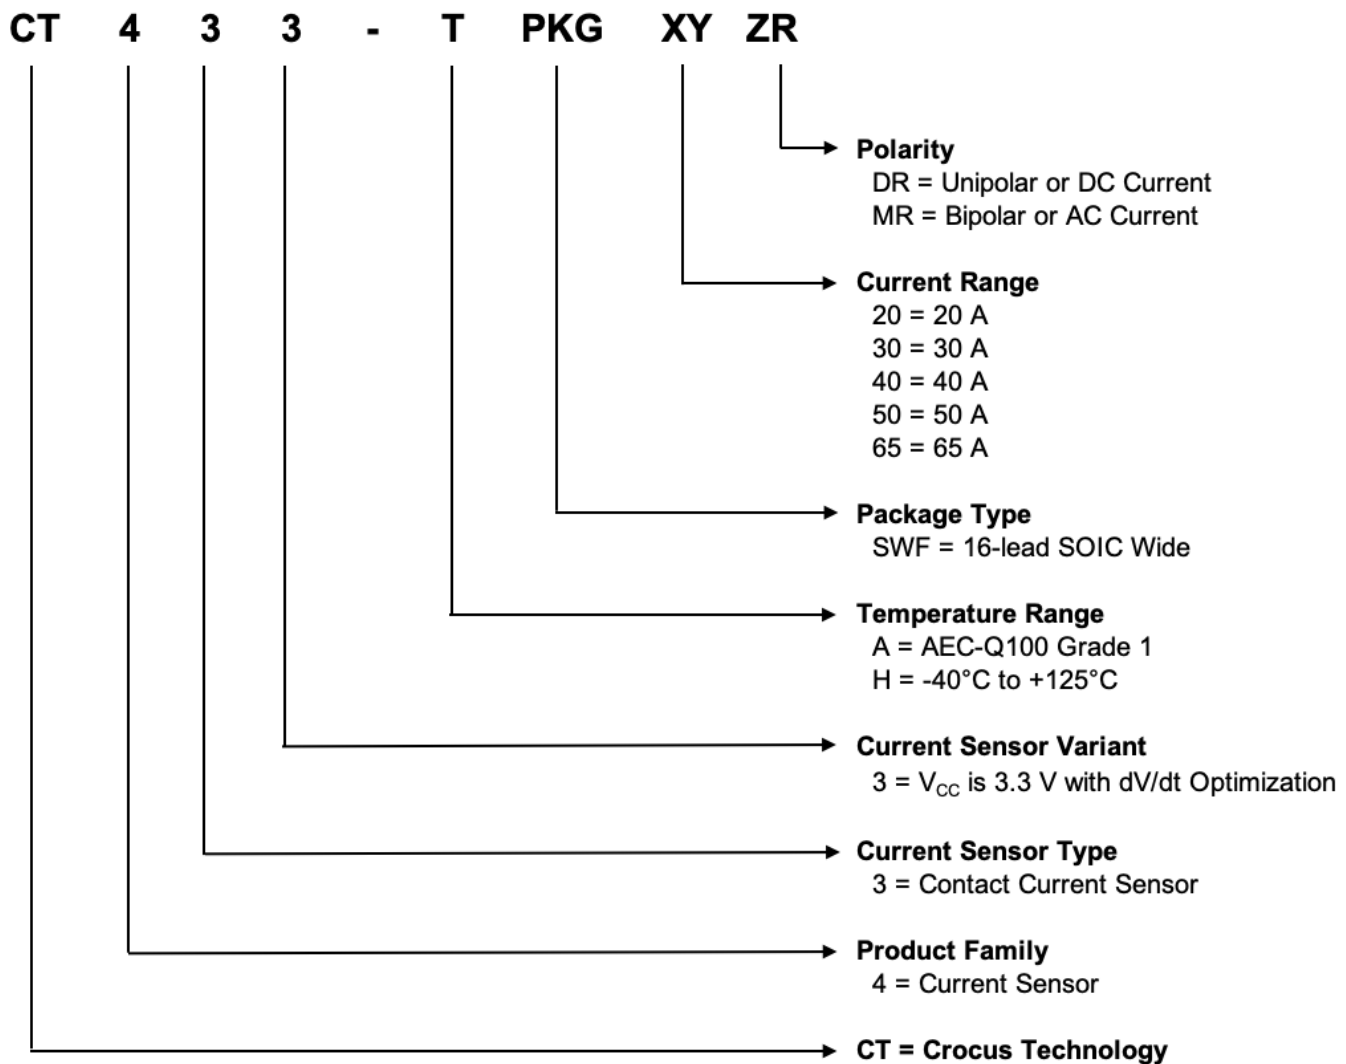 CT 4 3 3 - T PKG XY ZR
Polarity
DR = Unipolar or DC Current
MR = Bipolar or AC Current
Current Range
20 = 20 A
30 = 30 A
40 = 40 A
50 = 50 A
65 = 65 A
Package Type
SWF = 16-lead SOIC Wide
Temperature Range
A = AEC-Q100 Grade 1
H = -40°C to +125°C
Current Sensor Variant
3 = VCC is 3.3 V with dV/dt Optimization
Current Sensor Type
3 = Contact Current Sensor
Product Family
4 = Current Sensor
CT = Crocus Technology